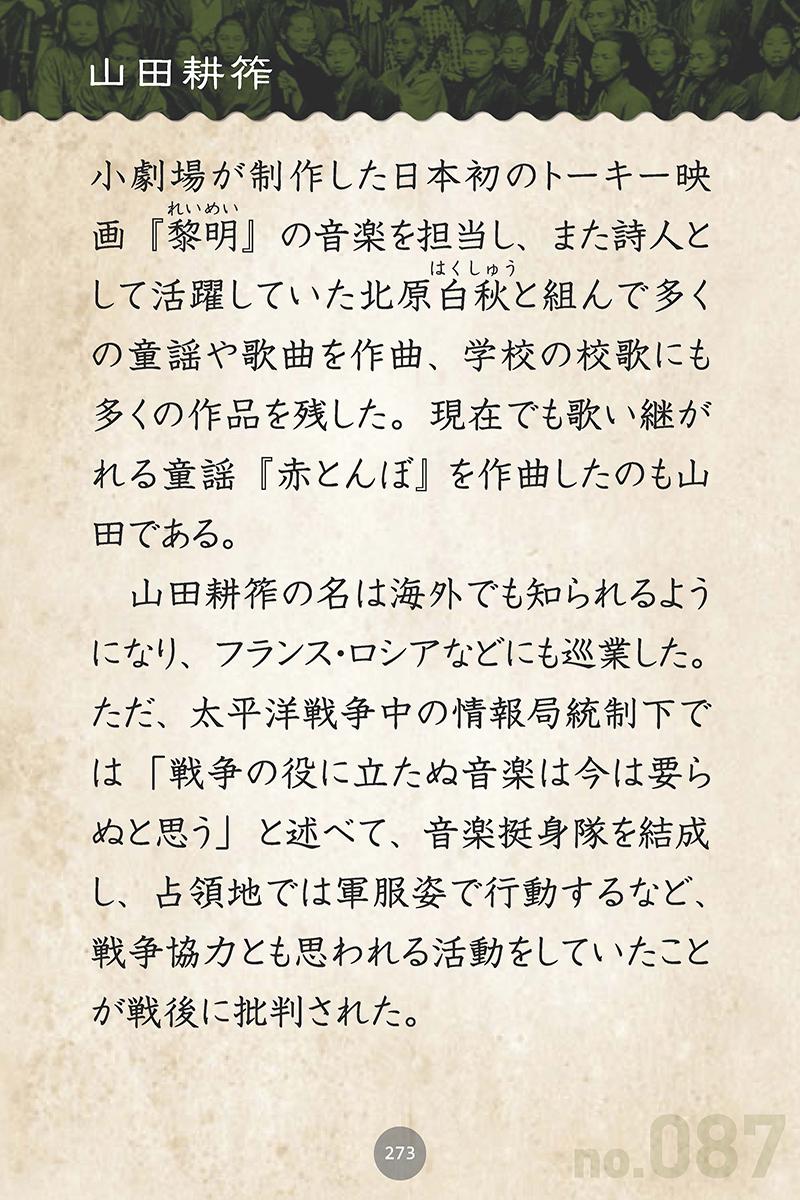 山田耕筰
小劇場が制作した日本初のトーキー映
れいめい
画『黎明』の音楽を担当し、また詩人と
はくしゅう
して活躍していた北原白秋と組んで多く
の童謡や歌曲を作曲、学校の校歌にも
多くの作品を残した。現在でも歌い継が
れる童謡『赤とんぼ』を作曲したのも山
田である。
山田耕筰の名は海外でも知られるよう
になり、フランス・ロシアなどにも巡業した。
ただ、太平洋戦争中の情報局統制下で
は「戦争の役に立たぬ音楽は今は要ら
ぬと思う」と述べて、音楽挺身隊を結成
し、占領地では軍服姿で行動するなど、
戦争協力とも思われる活動をしていたこと
が戦後に批判された。
273
no.087